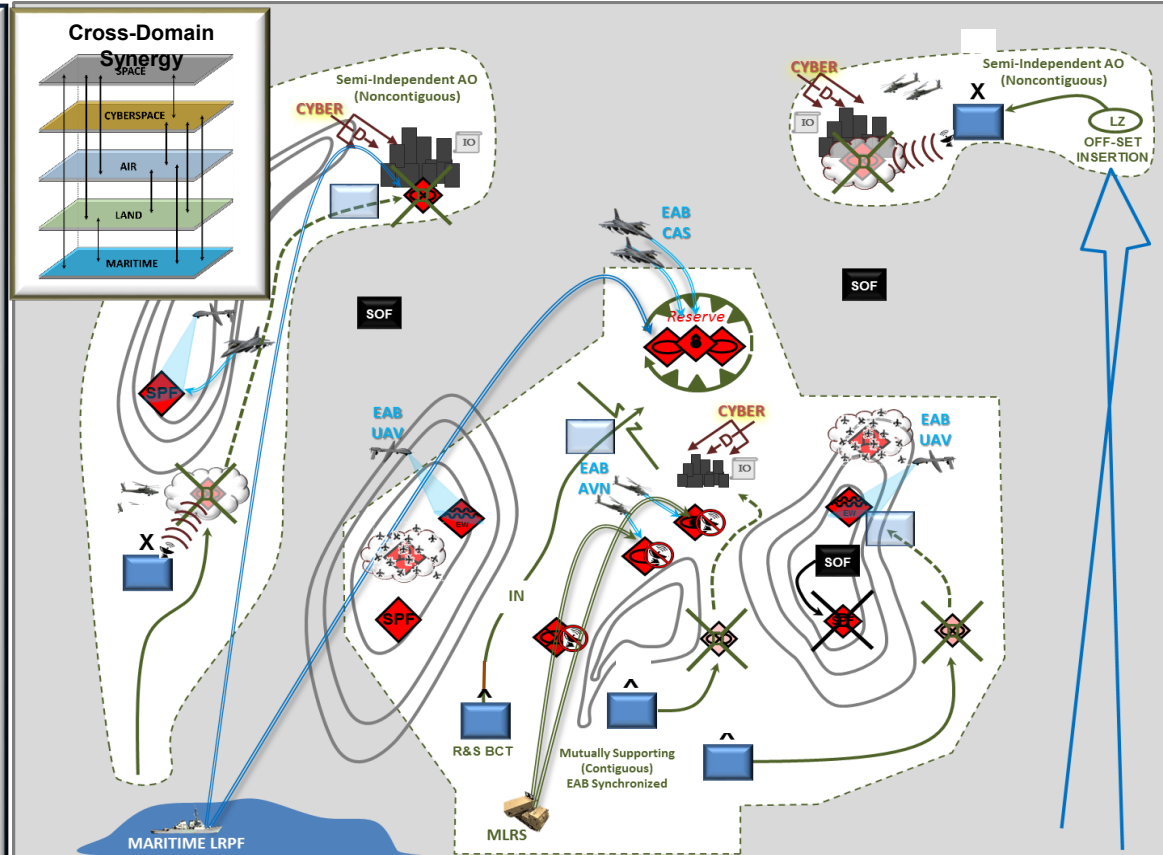 Cross-Domain
Synergy
SPACE
CYBERSPACE
AIR
LAND
MARITIME
Semi-Independent AO
(Noncontiguous)
CYBER
D
IO
Semi-Independent AO
(Noncontiguous)
CYBER
D
IO
D
X
LZ
OFF-SET
INSERTION
EAB
CAS
SOF
SOF
Reserve
SPF
EAB
UAV
CYBER
D
IO
EAB
UAV
EAB
AVN
D
X
EW
EW
SOF
IN
SPF
SPF
R&S BCT
Mutually Supporting
(Contiguous)
EAB Synchronized
MLRS
MARITIME LRPF